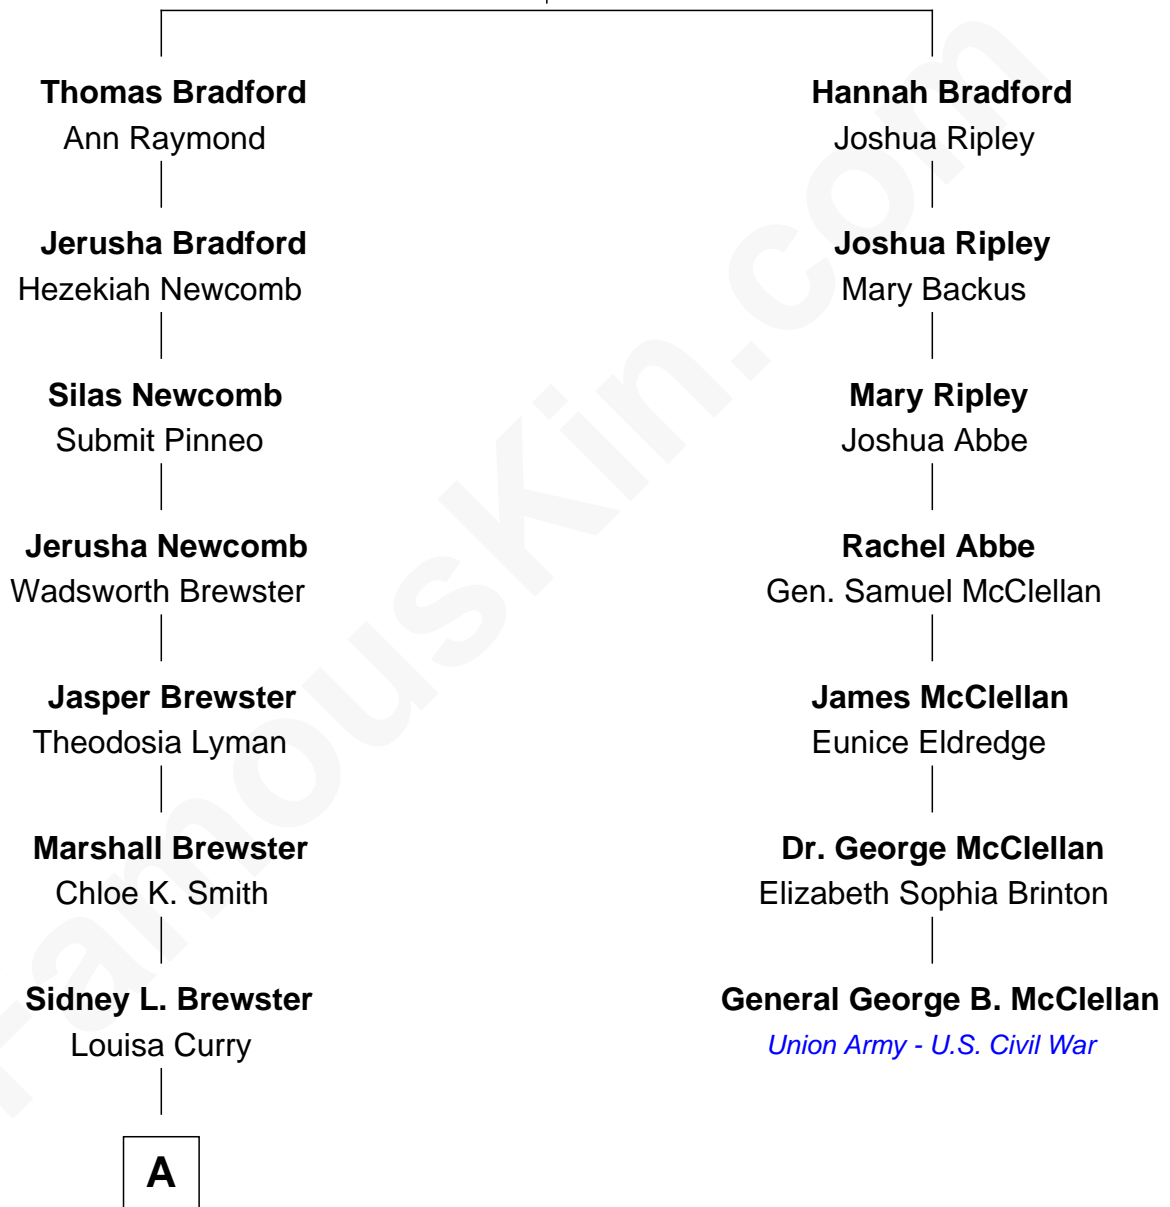 Thomas Bradford
Ann Raymond
Jerusha Bradford
Hezekiah Newcomb
Silas Newcomb
Submit Pinneo
Jerusha Newcomb
Wadsworth Brewster
Jasper Brewster
Theodosia Lyman
Marshall Brewster
Chloe K. Smith
Sidney L. Brewster
Louisa Curry
A
Hannah Bradford
Joshua Ripley
Joshua Ripley
Mary Backus
Mary Ripley
Joshua Abbe
Rachel Abbe
Gen. Samuel McClellan
James McClellan
Eunice Eldredge
Dr. George McClellan
Elizabeth Sophia Brinton
General George B. McClellan
Union Army - U.S. Civil War
FamousKin.com